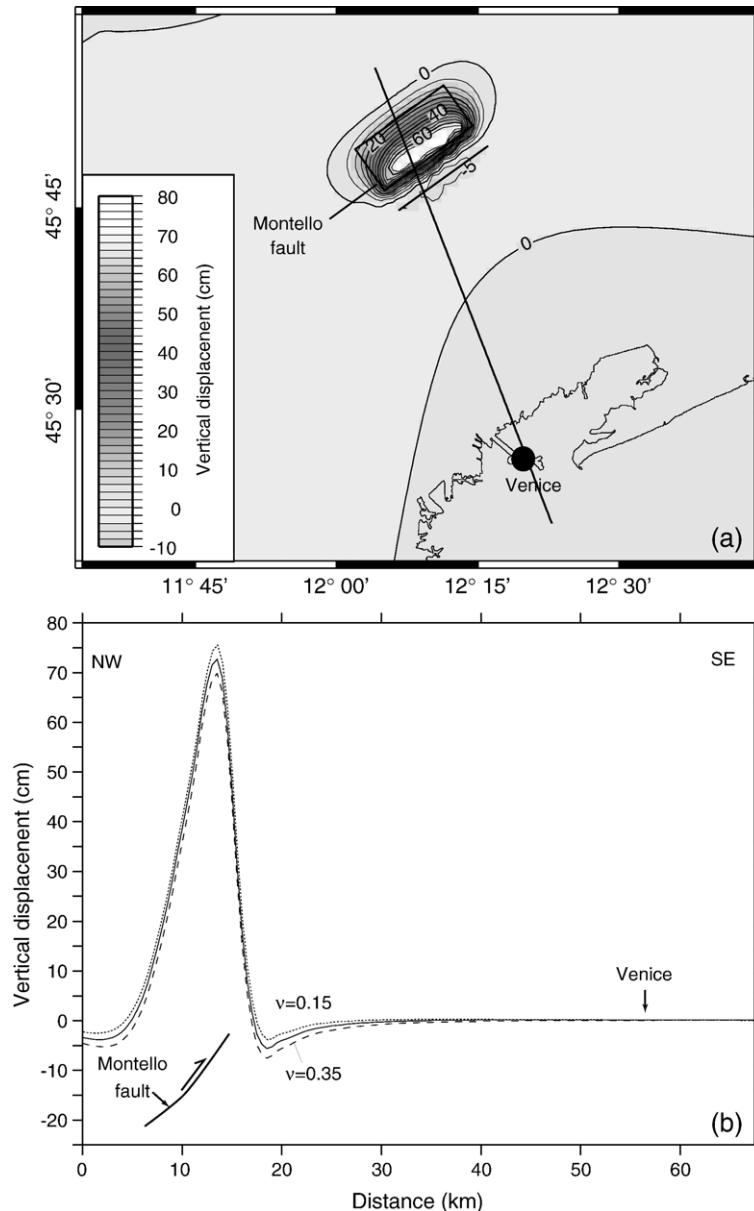 0
20
40
60
-5
0
Montello
fault
Venice
(a)
80
70
60
50
40
30
20
10
0
-10
Vertical displacenent (cm)
45° 45'
45° 30'
11° 45' 12° 00' 12° 15' 12° 30'
80
70
60
50
40
30
20
10
0
-10
-20
Vertical displacenent (cm)
NW
SE
ν=0.15
ν=0.35
Venice
Montello
fault
(b)
0 10 20 30 40 50 60
Distance (km)